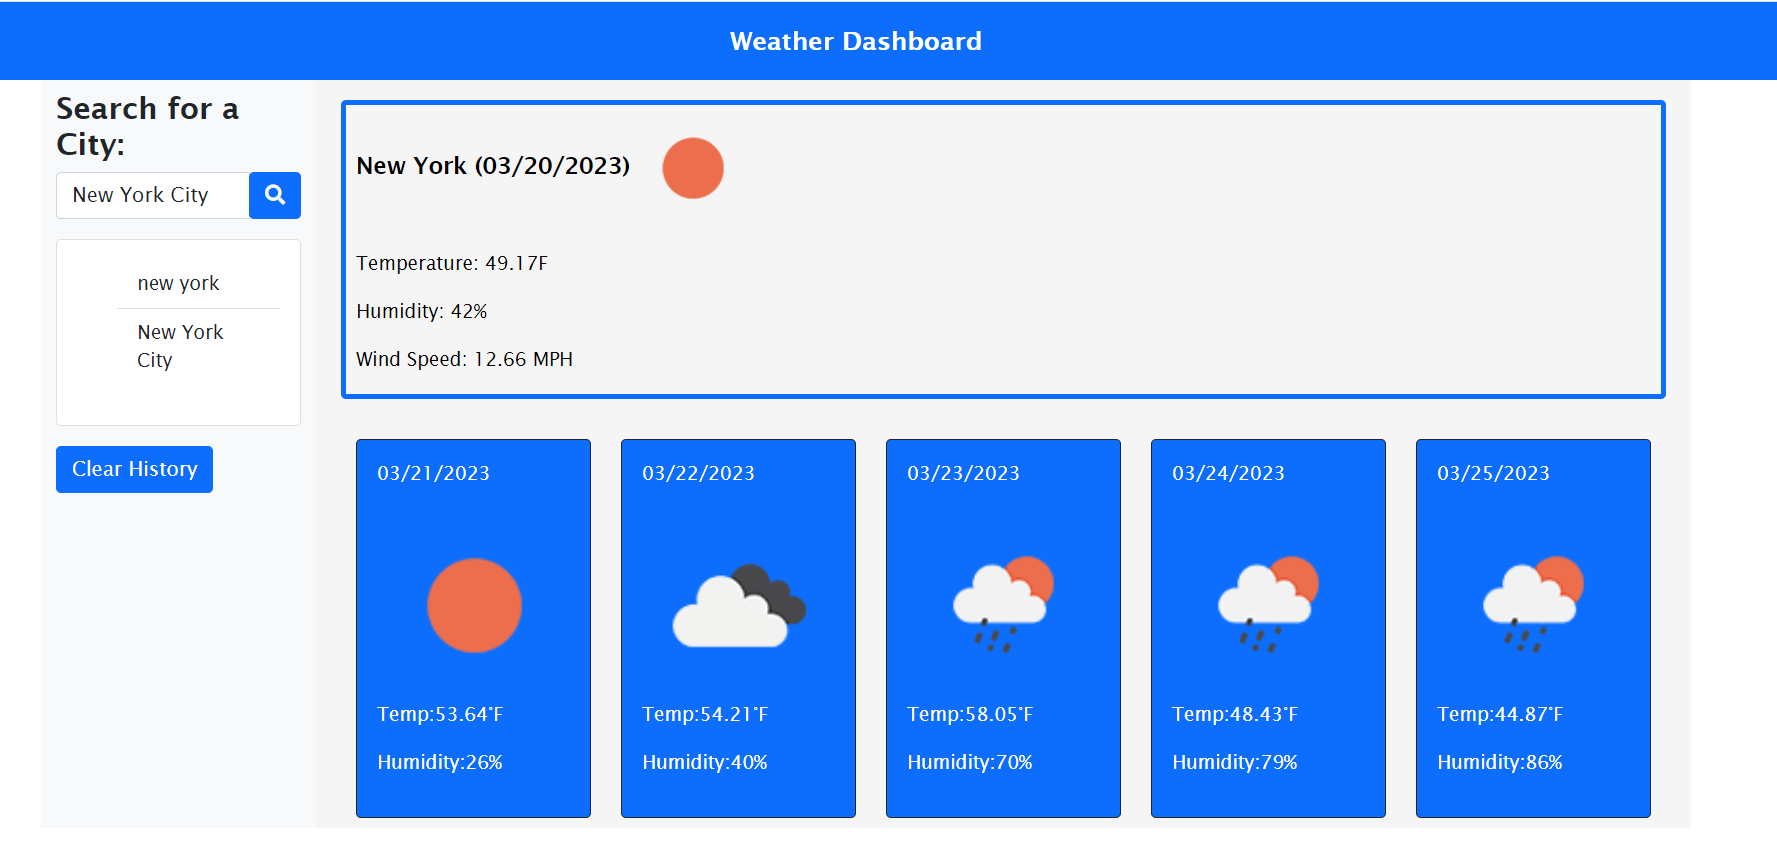 Weather Dashboard
Search for a
City:
New York City
new york
New York
City
Clear History
New York (03/20/2023)
Temperature: 49.17F
Humidity: 42%
Wind Speed: 12.66 MPH
03/21/2023
Temp:53.64°F
Humidity:26%
03/22/2023
Temp:54.21°F
Humidity:40%
03/23/2023
Temp:58.05°F
Humidity:70%
03/24/2023
Temp:48.43°F
Humidity:79%
03/25/2023
Temp:44.87°F
Humidity:86%